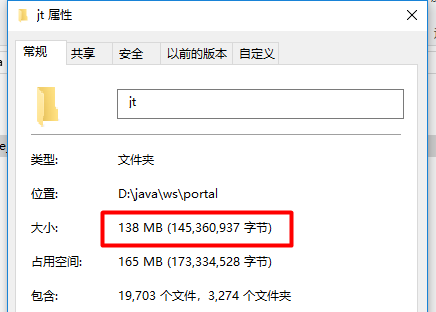 jt 属性
常规 共享 安全 以前的版本 自定义
jt
类型: 文件夹
位置: D:\java\ws\portal
大小: 138 MB (145,360,937 字节)
占用空间: 165 MB (173,334,528 字节)
包含: 19,703 个文件，3,274 个文件夹